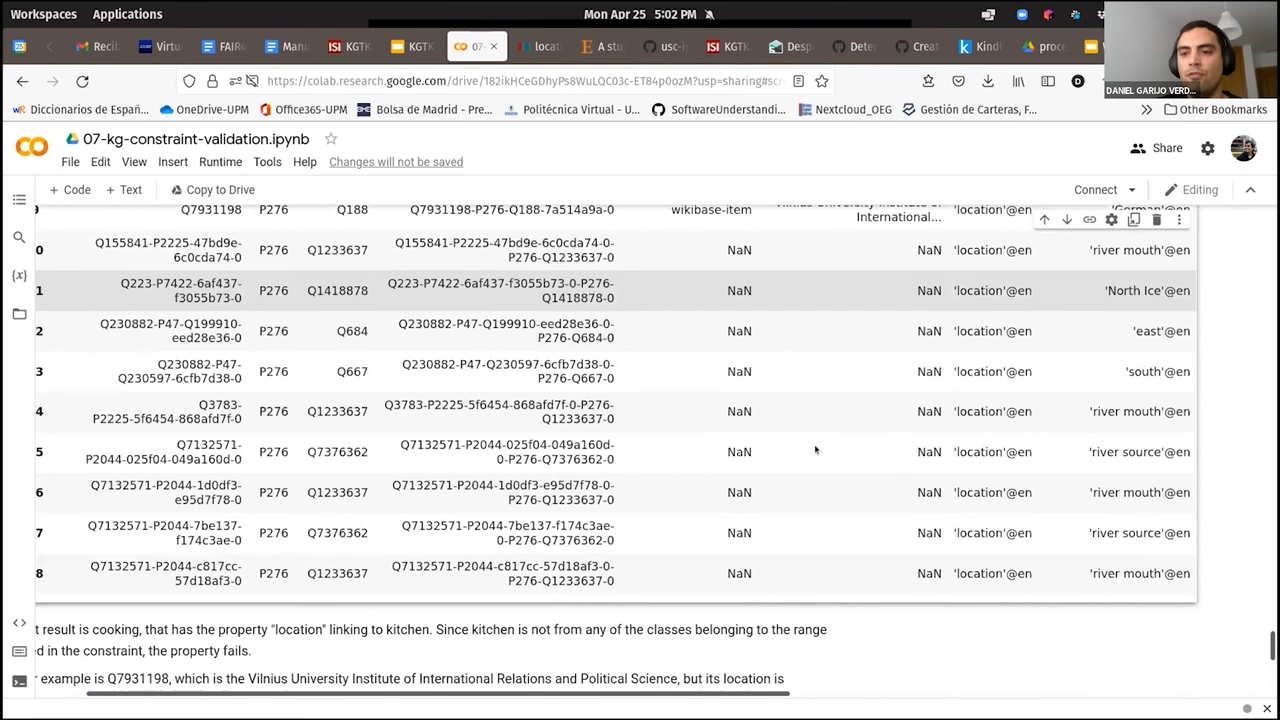 Workspaces Applications Mon Apr 25 5:02 PM
Recib Virtu FAIR4 Manu ISI KGTK KGTK 07- locat A stu usc-i ISI KGTK Despo Deter Creat Kindl proce
https://colab.research.google.com/drive/182ikHCeGDhyPs8WuLQC03c-ET84p0ozM?usp=sharing#scr
DANIEL GARIJO VERD...
Diccionarios de Españ... OneDrive-UPM Office365-UPM Bolsa de Madrid - Pre... Politécnica Virtual - U... SoftwareUnderstandi... Nextcloud_OEG Gestión de Carteras, F... Other Bookmarks
07-kg-constraint-validation.ipynb
File Edit View Insert Runtime Tools Help Changes will not be saved Share
+ Code + Text Copy to Drive Connect Editing
9 Q7931198 P276 Q188 Q7931198-P276-Q188-7a514a9a-0 wikibase-item Vilnius University Institute of International... 'location'@en 'German'@en
0 Q155841-P2225-47bd9e-6c0cda74-0 P276 Q1233637 Q155841-P2225-47bd9e-6c0cda74-0-P276-Q1233637-0 NaN NaN 'location'@en 'river mouth'@en
1 Q223-P7422-6af437-f3055b73-0 P276 Q1418878 Q223-P7422-6af437-f3055b73-0-P276-Q1418878-0 NaN NaN 'location'@en 'North Ice'@en
2 Q230882-P47-Q199910-eed28e36-0 P276 Q684 Q230882-P47-Q199910-eed28e36-0-P276-Q684-0 NaN NaN 'location'@en 'east'@en
3 Q230882-P47-Q230597-6cfb7d38-0 P276 Q667 Q230882-P47-Q230597-6cfb7d38-0-P276-Q667-0 NaN NaN 'location'@en 'south'@en
4 Q3783-P2225-5f6454-868afd7f-0 P276 Q1233637 Q3783-P2225-5f6454-868afd7f-0-P276-Q1233637-0 NaN NaN 'location'@en 'river mouth'@en
5 Q7132571-P2044-025f04-049a160d-0 P276 Q7376362 Q7132571-P2044-025f04-049a160d-0-P276-Q7376362-0 NaN NaN 'location'@en 'river source'@en
6 Q7132571-P2044-1d0df3-e95d7f78-0 P276 Q1233637 Q7132571-P2044-1d0df3-e95d7f78-0-P276-Q1233637-0 NaN NaN 'location'@en 'river mouth'@en
7 Q7132571-P2044-7be137-f174c3ae-0 P276 Q7376362 Q7132571-P2044-7be137-f174c3ae-0-P276-Q7376362-0 NaN NaN 'location'@en 'river source'@en
8 Q7132571-P2044-c817cc-57d18af3-0 P276 Q1233637 Q7132571-P2044-c817cc-57d18af3-0-P276-Q1233637-0 NaN NaN 'location'@en 'river mouth'@en
t result is cooking, that has the property "location" linking to kitchen. Since kitchen is not from any of the classes belonging to the range
ed in the constraint, the property fails.
r example is Q7931198, which is the Vilnius University Institute of International Relations and Political Science, but its location is